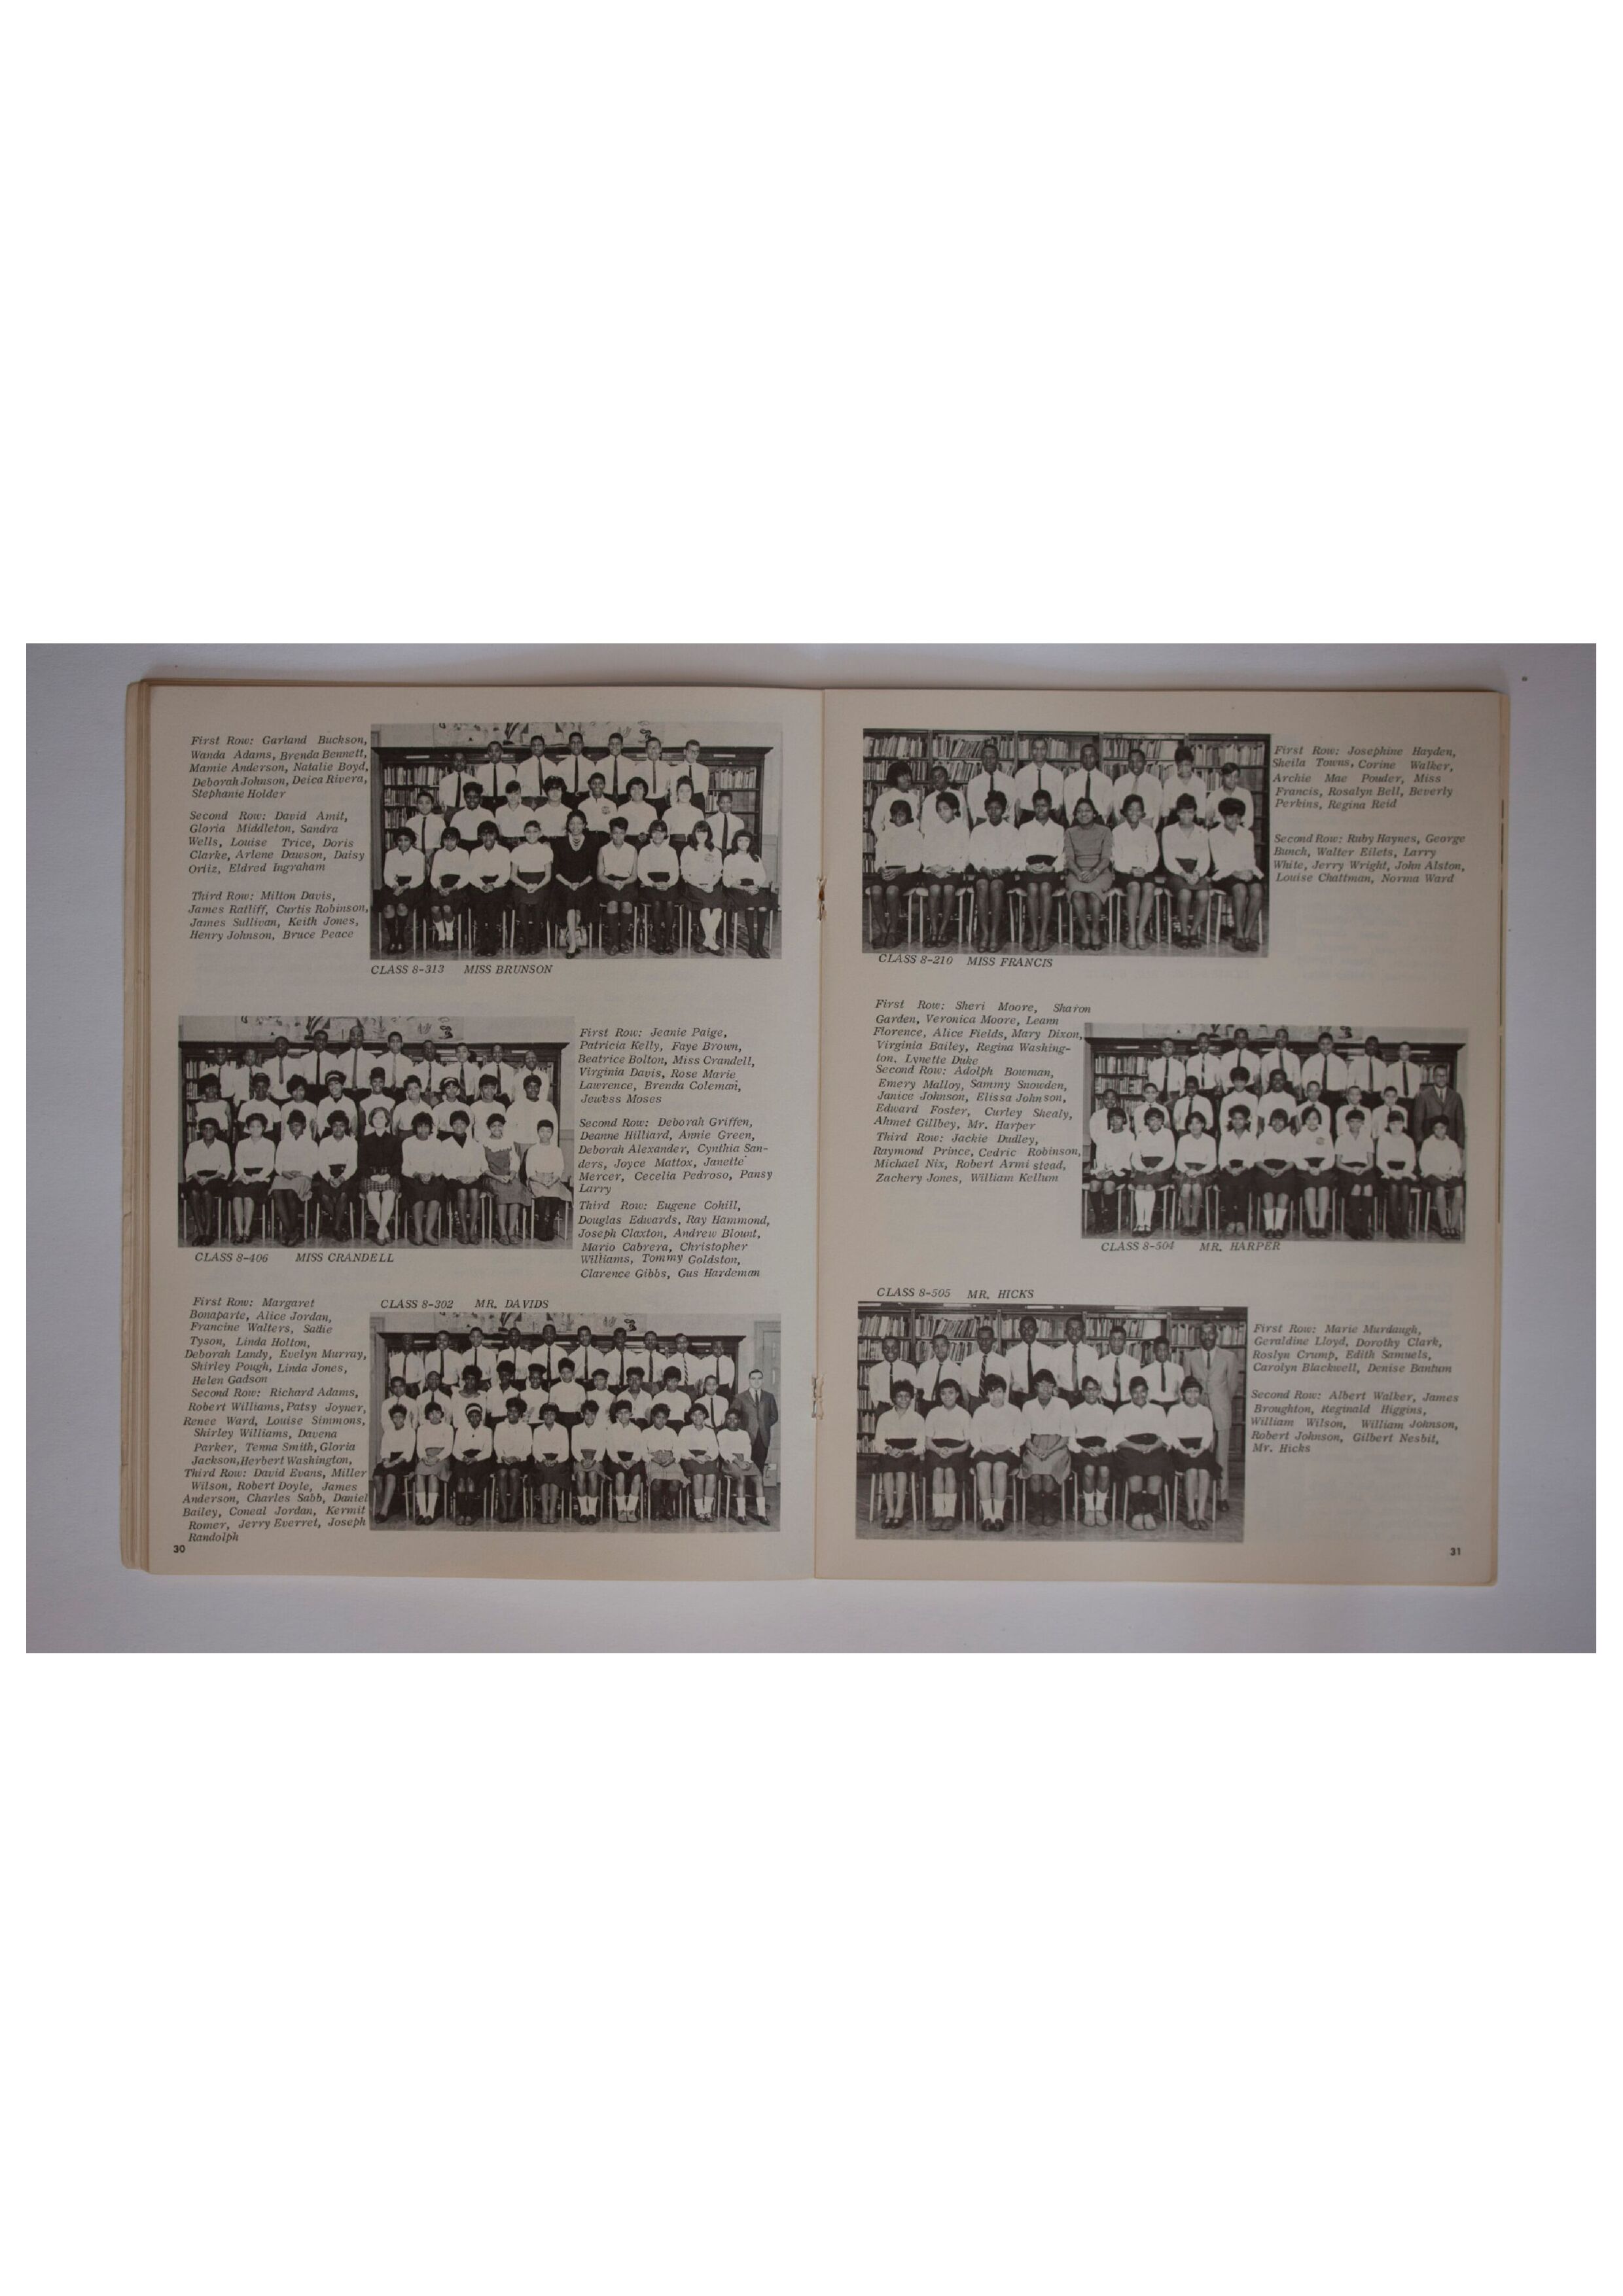 First Row: Garland Buckson,
Wanda Adams, Brenda Bennett,
Mamie Anderson, Natalie Boyd,
Deborah Johnson, Deica Rivera,
Stephanie Holder
Second Row: David Amit,
Gloria Middleton, Sandra
Wells, Louise Trice, Doris
Clarke, Arlene Dawson, Daisy
Ortiz, Eldred Ingraham
Third Row: Milton Davis,
James Ratliff, Curtis Robinson,
James Sullivan, Keith Jones,
Henry Johnson, Bruce Peace
CLASS 8-313 MISS BRUNSON
First Row: Jeanie Paige,
Patricia Kelly, Faye Brown,
Beatrice Bolton, Miss Crandell,
Virginia Davis, Rose Marie
Lawrence, Brenda Coleman,
Jewess Moses
Second Row: Deborah Griffen,
Deanne Hilliard, Annie Green,
Deborah Alexander, Cynthia San-
ders, Joyce Mattox, Janette
Mercer, Cecelia Pedroso, Pansy
Larry
Third Row: Eugene Cohill,
Douglas Edwards, Ray Hammond,
Joseph Claxton, Andrew Blount,
Mario Cabrera, Christopher
Williams, Tommy Goldston,
Clarence Gibbs, Gus Hardeman
CLASS 8-406 MISS CRANDELL
First Row: Margaret
Bonaparte, Alice Jordan,
Francine Walters, Sadie
Tyson, Linda Holton,
Deborah Landy, Evelyn Murray,
Shirley Pough, Linda Jones,
Helen Gadson
Second Row: Richard Adams,
Robert Williams, Patsy Joyner,
Renee Ward, Louise Simmons,
Shirley Williams, Davena
Parker, Tenna Smith, Gloria
Jackson, Herbert Washington,
Third Row: David Evans, Miller
Wilson, Robert Doyle, James
Anderson, Charles Sabb, Daniel
Bailey, Coneal Jordan, Kermit
Romer, Jerry Everret, Joseph
Randolph
CLASS 8-302 MR. DAVIDS
30
First Row: Josephine Hayden,
Sheila Towns, Corine Walker,
Archie Mae Pouder, Miss
Francis, Rosalyn Bell, Beverly
Perkins, Regina Reid
Second Row: Ruby Haynes, George
Bunch, Walter Eilets, Larry
White, Jerry Wright, John Alston,
Louise Chattman, Norma Ward
CLASS 8-210 MISS FRANCIS
First Row: Sheri Moore, Sharon
Garden, Veronica Moore, Leann
Florence, Alice Fields, Mary Dixon,
Virginia Bailey, Regina Washing-
ton, Lynette Duke
Second Row: Adolph Bowman,
Emery Malloy, Sammy Snowden,
Janice Johnson, Elissa Johnson,
Edward Foster, Curley Shealy,
Ahmet Gillbey, Mr. Harper
Third Row: Jackie Dudley,
Raymond Prince, Cedric Robinson,
Michael Nix, Robert Armi stead,
Zachery Jones, William Kellum
CLASS 8-504 MR. HARPER
CLASS 8-505 MR. HICKS
First Row: Marie Murdaugh,
Geraldine Lloyd, Dorothy Clark,
Roslyn Crump, Edith Samuels,
Carolyn Blackwell, Denise Bantum
Second Row: Albert Walker, James
Broughton, Reginald Higgins,
William Wilson, William Johnson,
Robert Johnson, Gilbert Nesbit,
Mr. Hicks
31